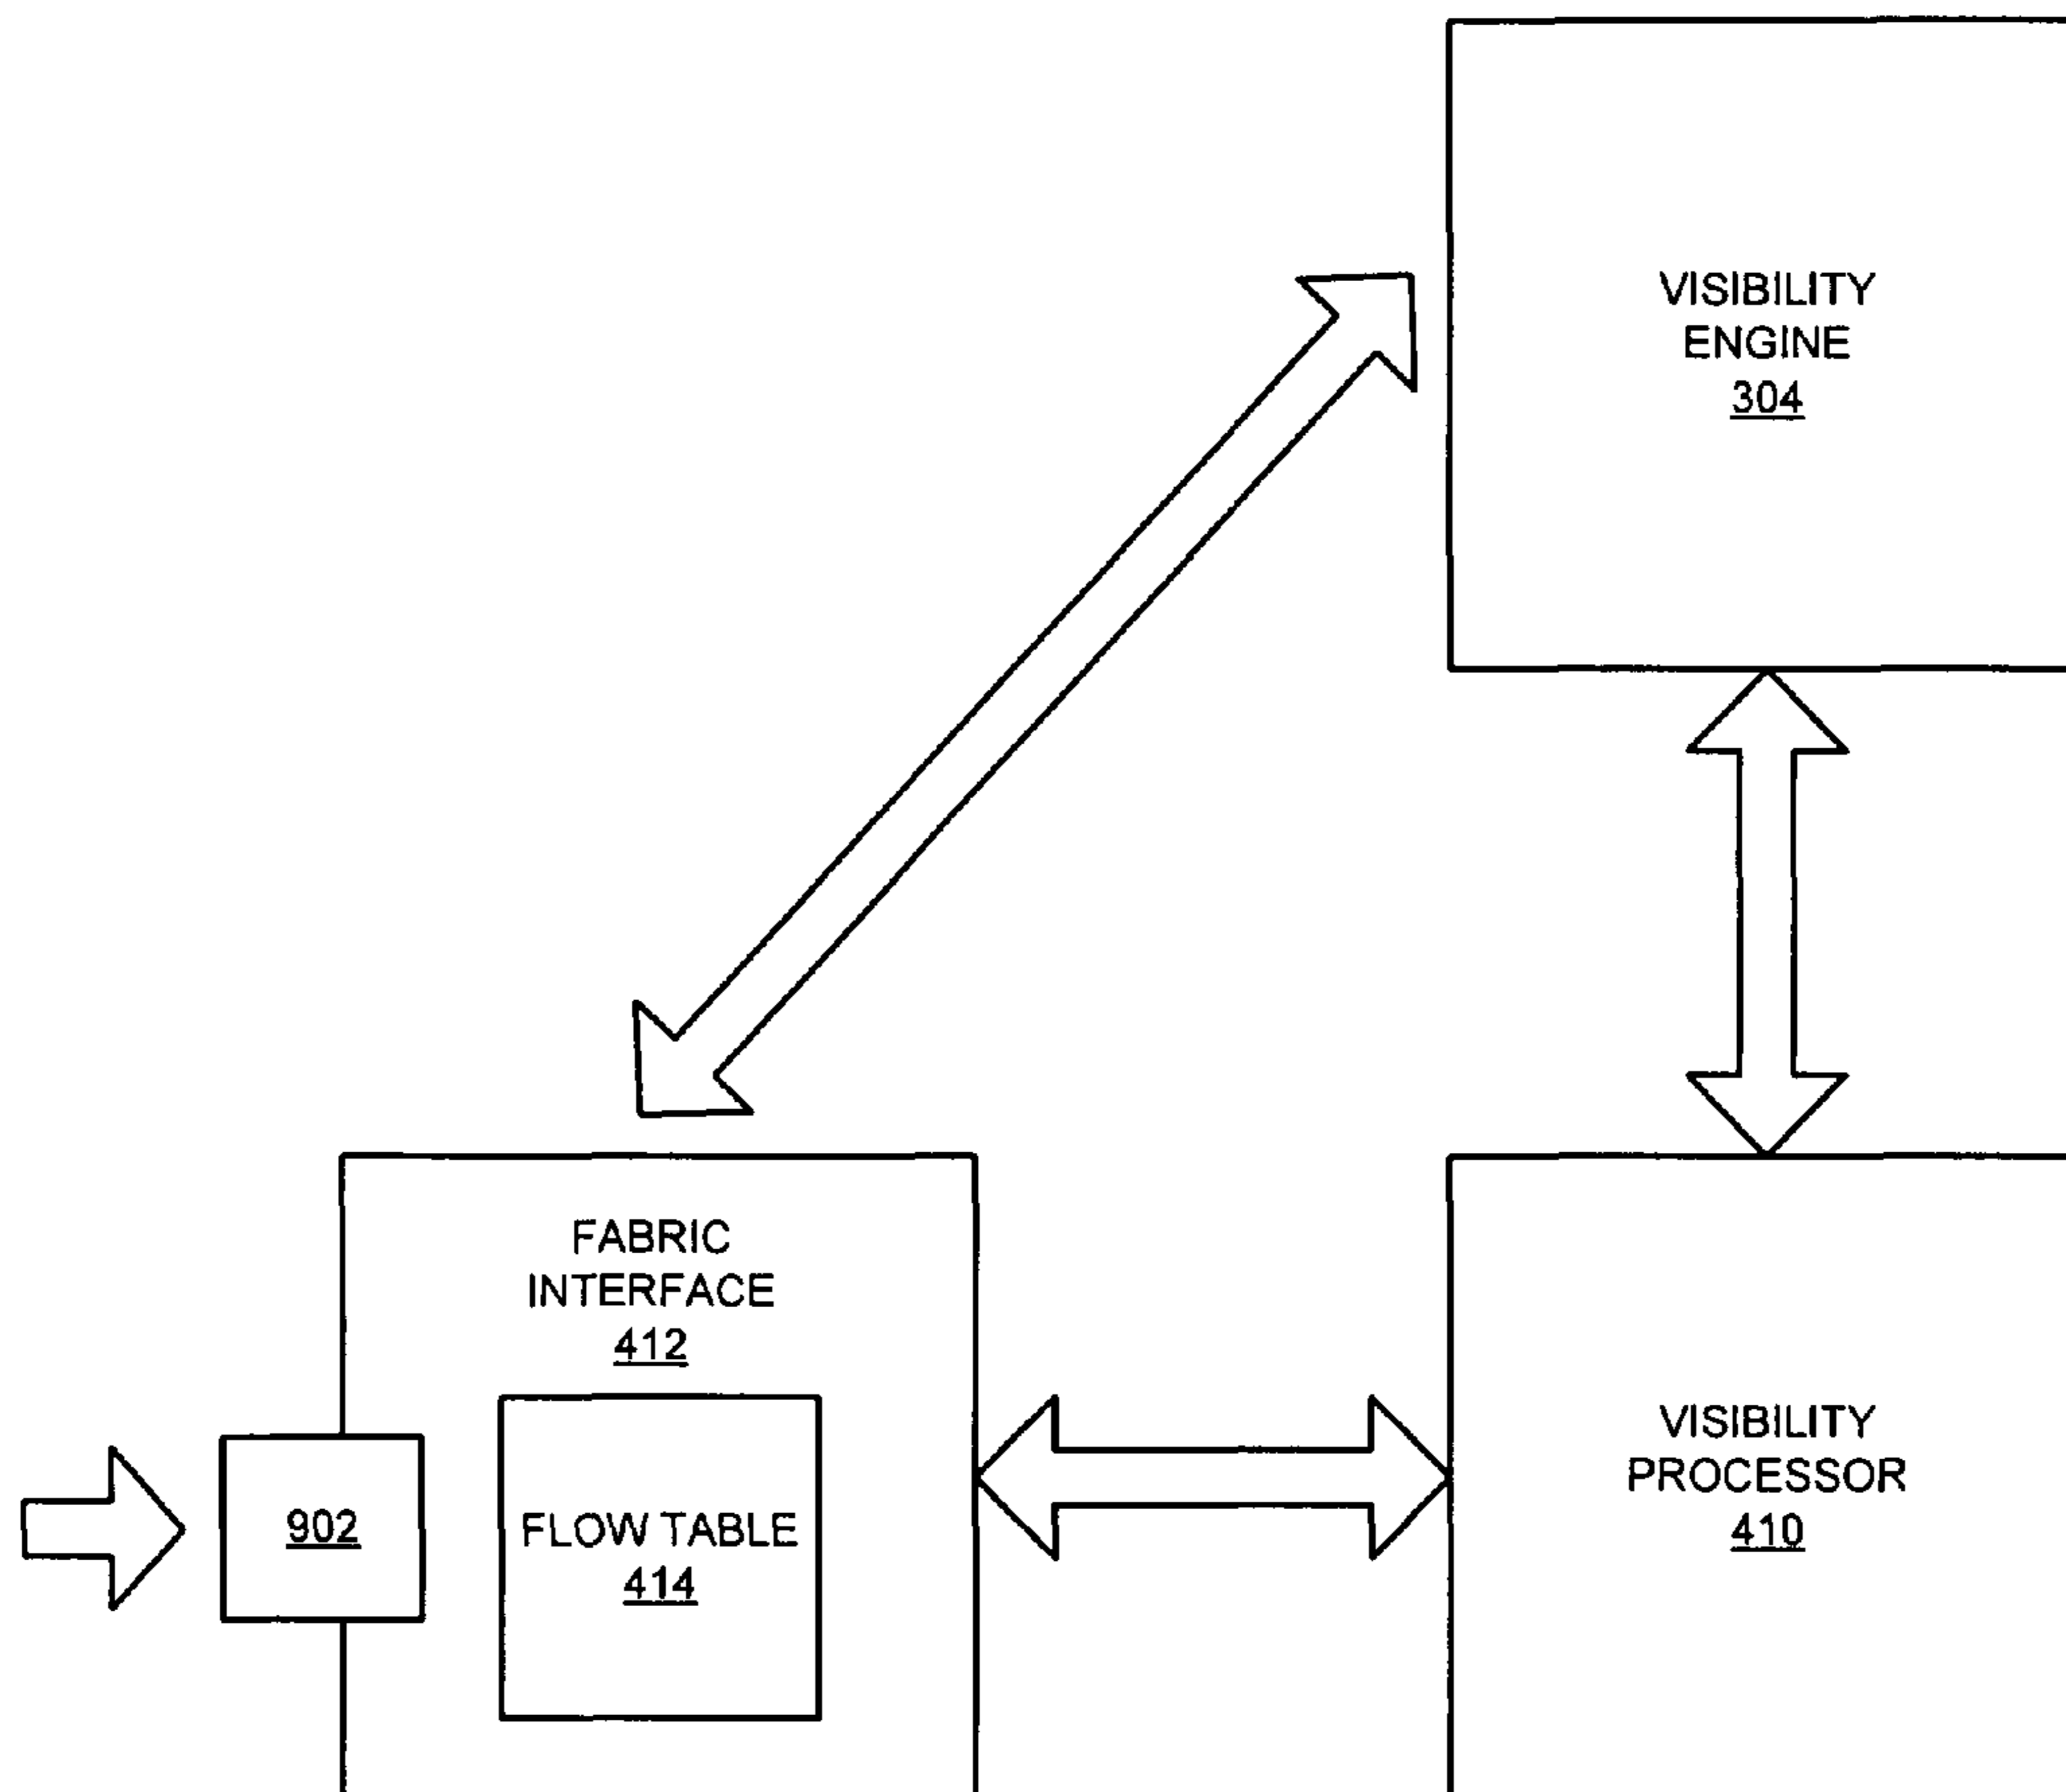 VISIBILITY
ENGINE
304
FABRIC
INTERFACE
412
902
FLOW TABLE
414
VISIBILITY
PROCESSOR
410